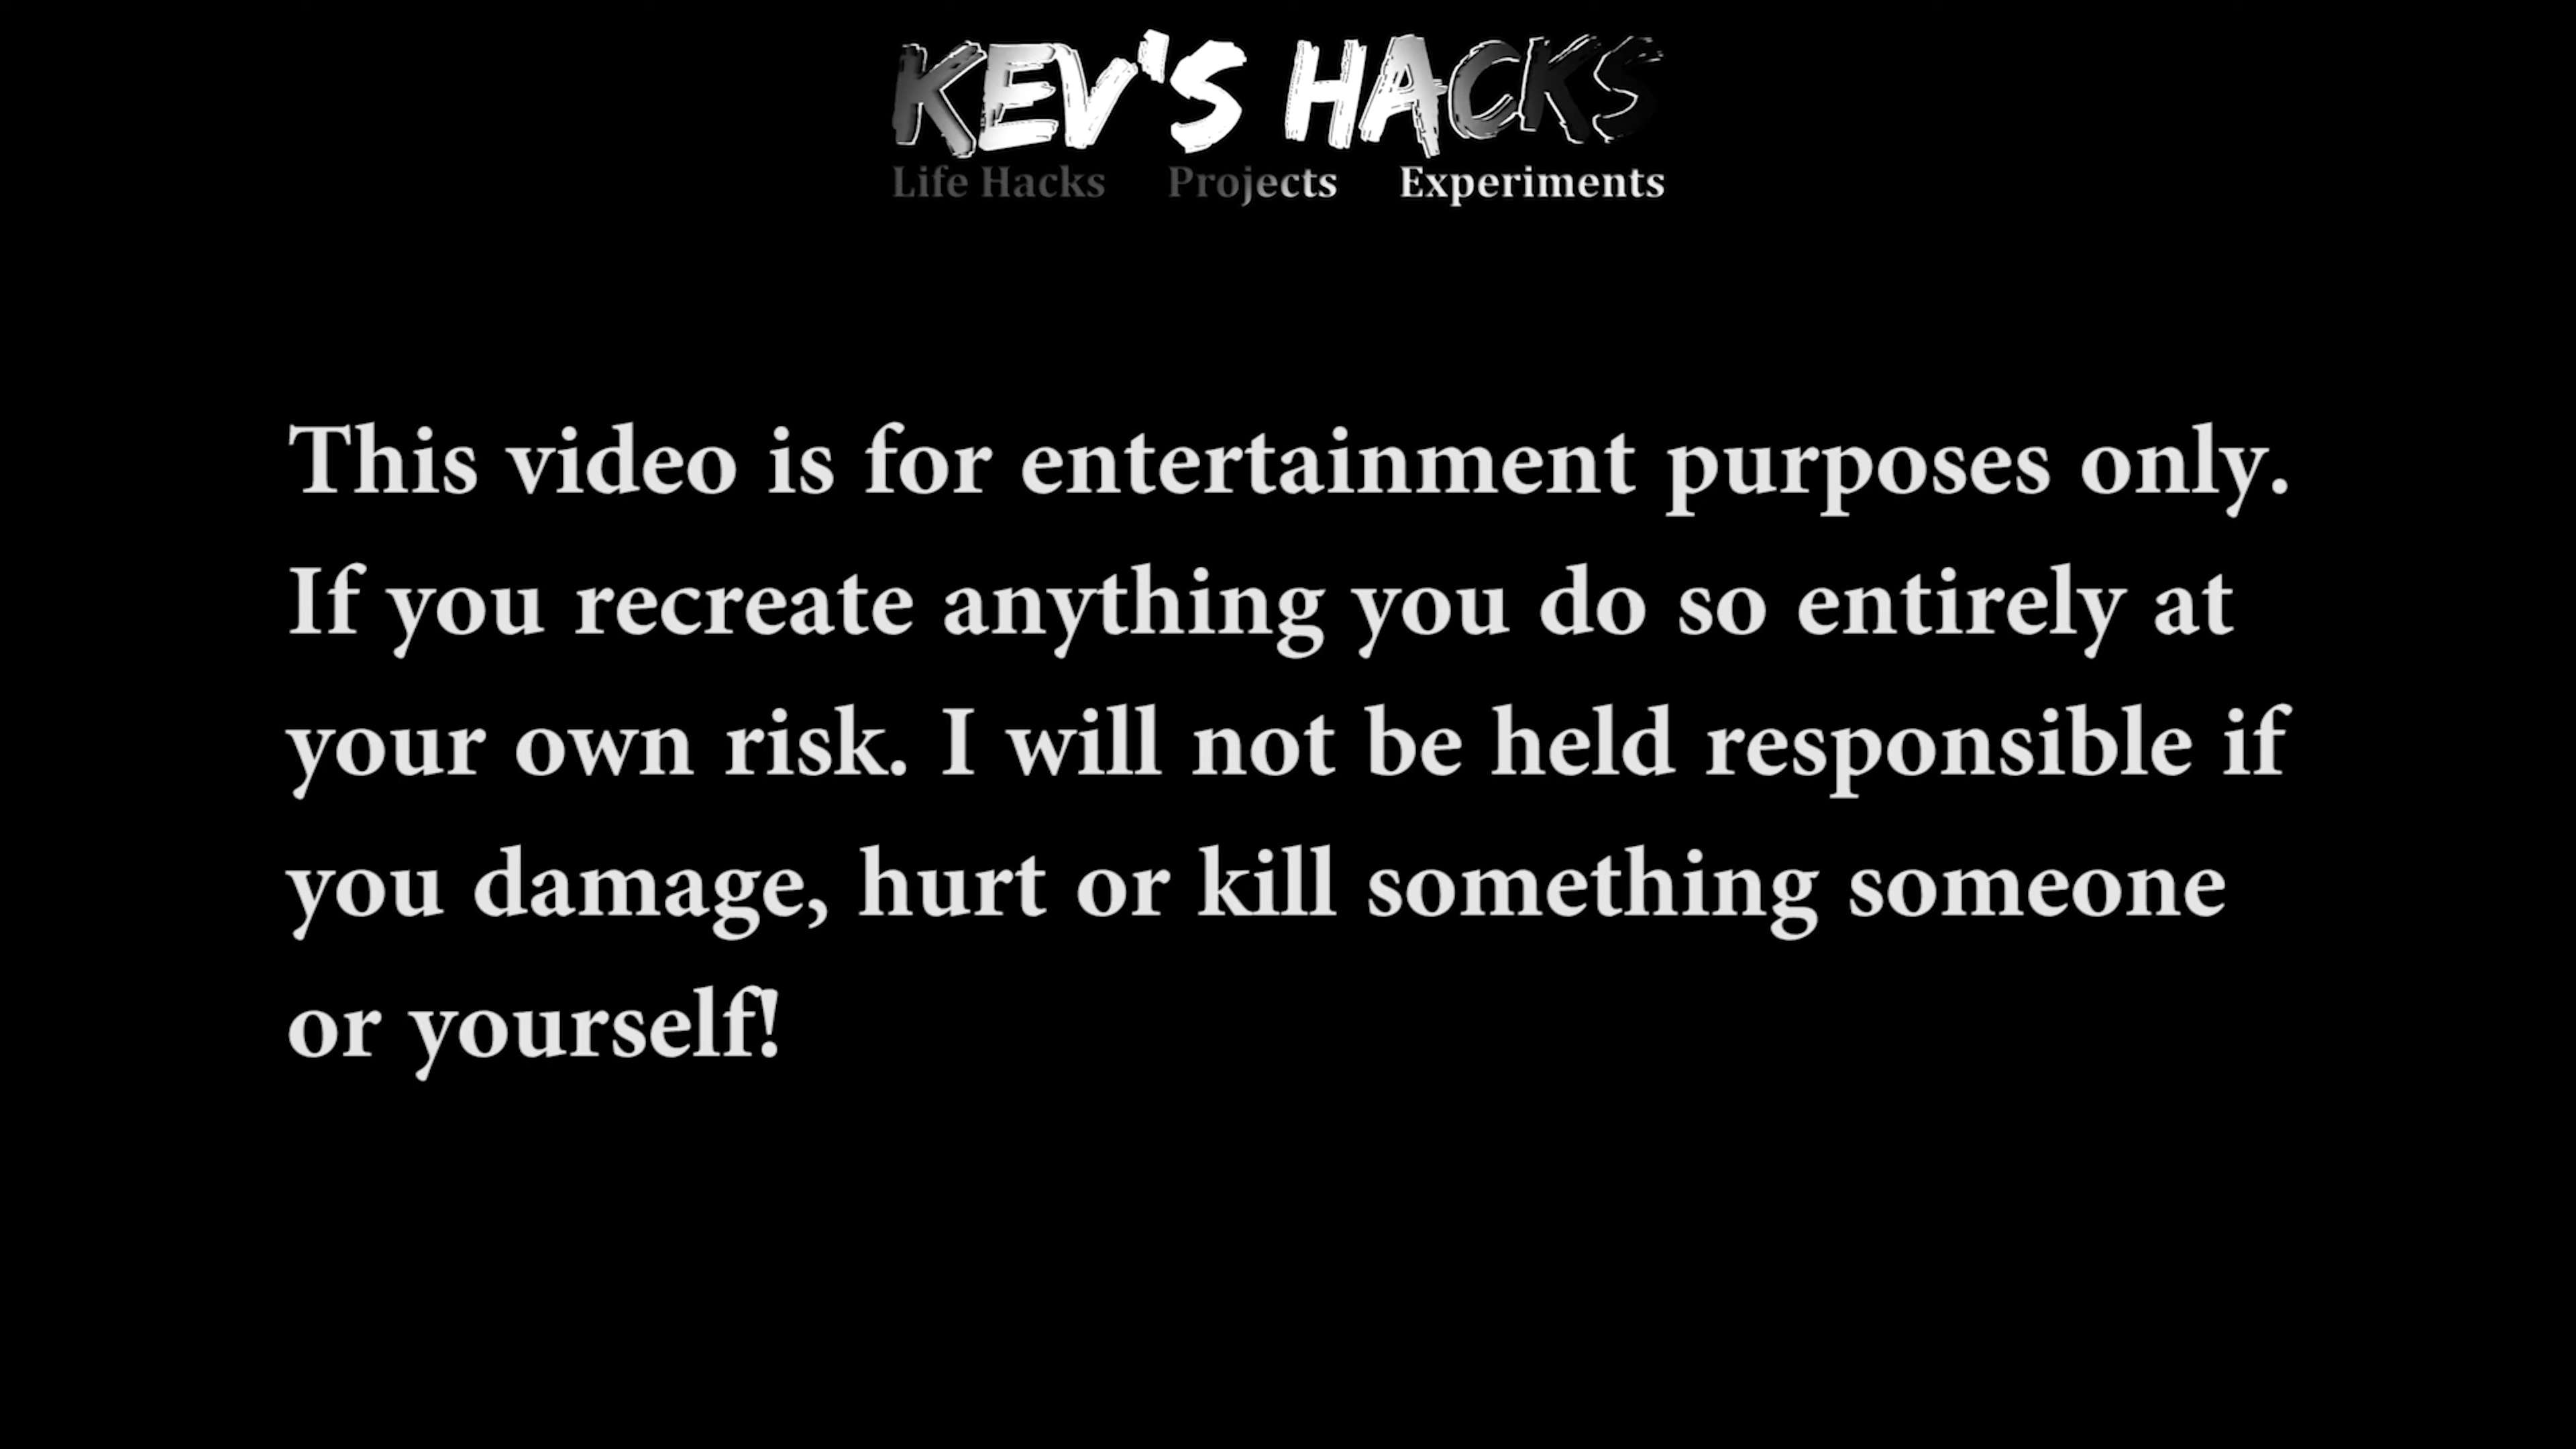 KEV'S HACKS
Life Hacks Projects Experiments
This video is for entertainment purposes only.
If you recreate anything you do so entirely at
your own risk. I will not be held responsible if
you damage, hurt or kill something someone
or yourself!